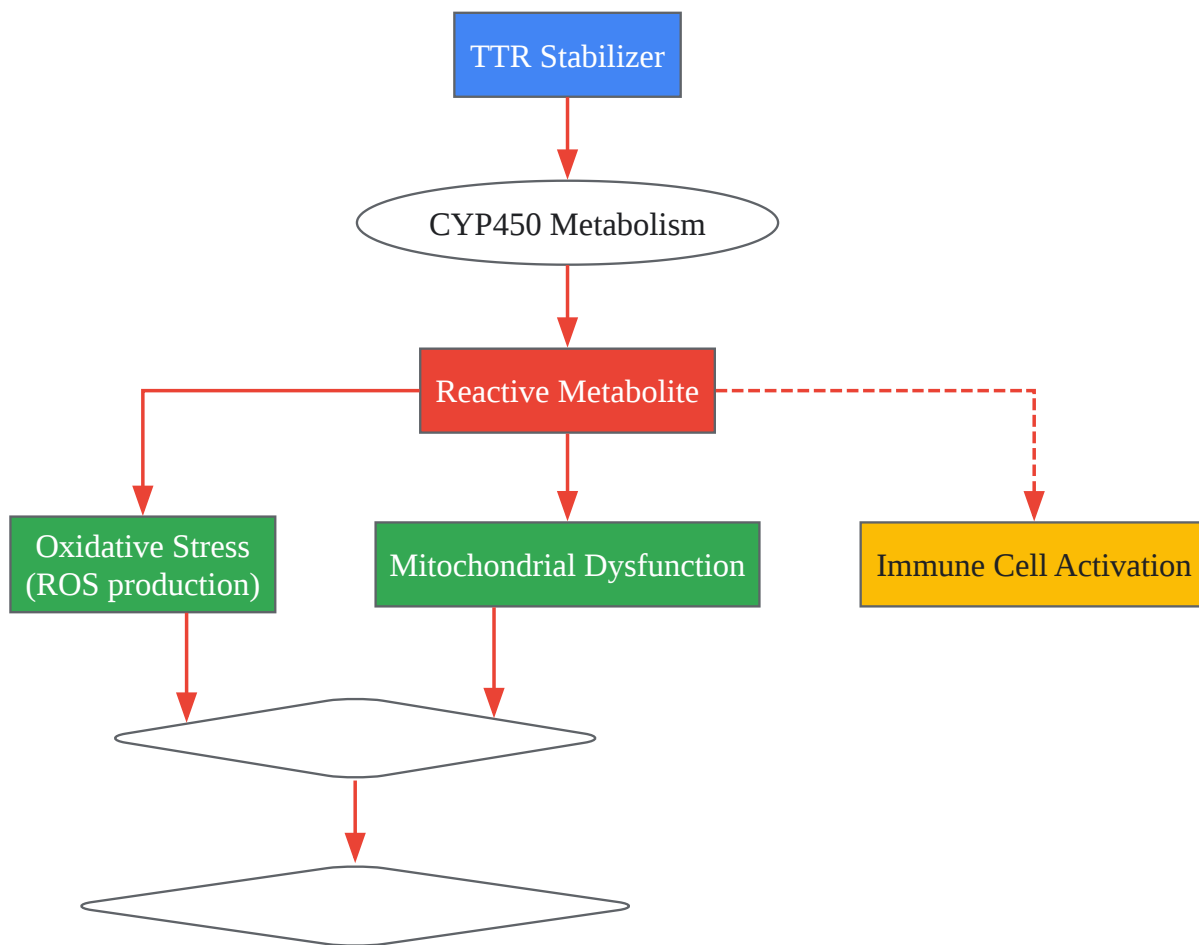 TTR Stabilizer
CYP450 Metabolism
Reactive Metabolite
Oxidative Stress
(ROS production)
Mitochondrial Dysfunction
Immune Cell Activation